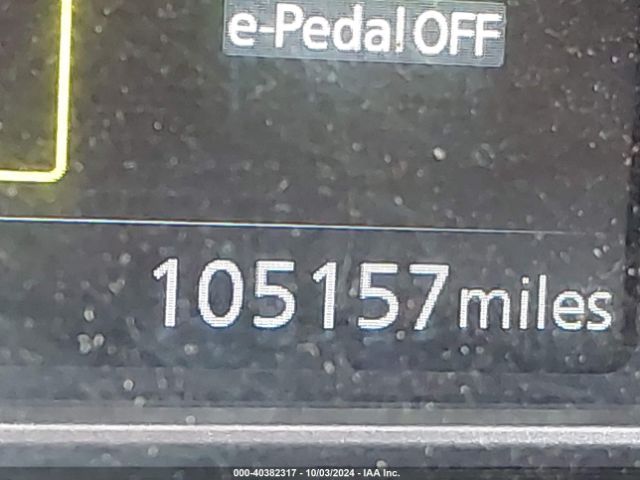 e-Pedal OFF
105157 miles
000-40382317 - 10/03/2024 - IAA Inc.